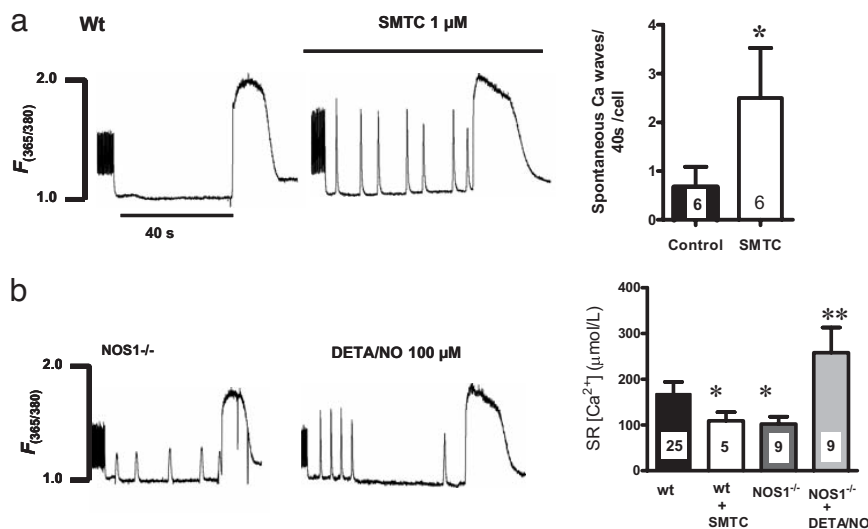 a
Wt
SMTC 1 µM
2.0
F(365/380)
1.0
40 s
Spontaneous Ca waves/
40s /cell
4
3
2
1
0
*
6
6
Control
SMTC
b
NOS1-/-
DETA/NO 100 µM
2.0
F(365/380)
1.0
SR [Ca²⁺] (µmol/L)
400
300
200
100
0
*
*
**
25
5
9
9
wt
wt
+
SMTC
NOS1⁻/⁻
NOS1⁻/⁻
+
DETA/NO